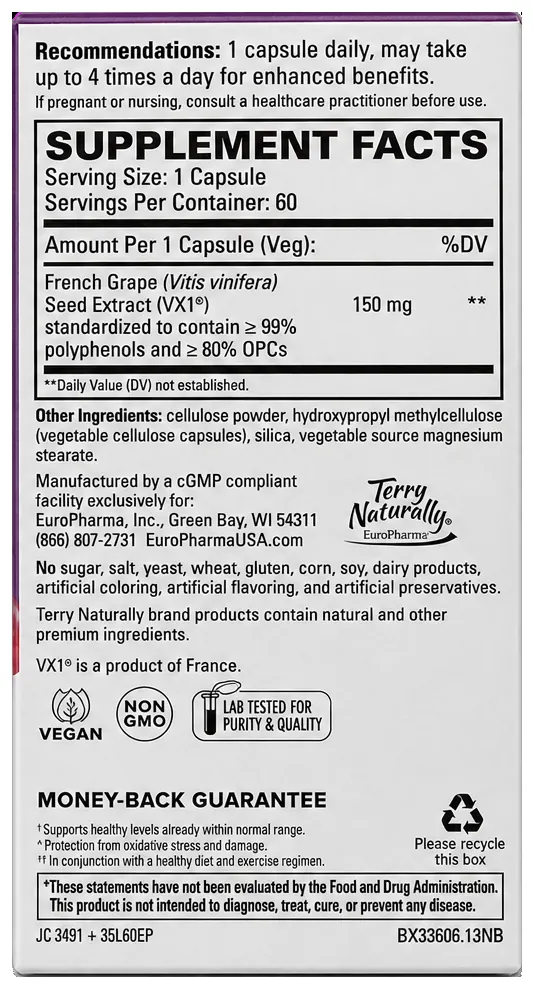 Recommendations: 1 capsule daily, may take
up to 4 times a day for enhanced benefits.
If pregnant or nursing, consult a healthcare practitioner before use.
SUPPLEMENT FACTS
Serving Size: 1 Capsule
Servings Per Container: 60
Amount Per 1 Capsule (Veg): %DV
French Grape (Vitis vinifera)
Seed Extract (VX1®) 150 mg **
standardized to contain ≥ 99%
polyphenols and ≥ 80% OPCs
**Daily Value (DV) not established.
Other Ingredients: cellulose powder, hydroxypropyl methylcellulose
(vegetable cellulose capsules), silica, vegetable source magnesium
stearate.
Manufactured by a cGMP compliant
facility exclusively for:
EuroPharma, Inc., Green Bay, WI 54311
(866) 807-2731 EuroPharmaUSA.com
Terry
Naturally®
EuroPharma®
No sugar, salt, yeast, wheat, gluten, corn, soy, dairy products,
artificial coloring, artificial flavoring, and artificial preservatives.
Terry Naturally brand products contain natural and other
premium ingredients.
VX1® is a product of France.
VEGAN
NON
GMO
LAB TESTED FOR
PURITY & QUALITY
MONEY-BACK GUARANTEE
†Supports healthy levels already within normal range.
^ Protection from oxidative stress and damage.
†† In conjunction with a healthy diet and exercise regimen.
Please recycle
this box
+These statements have not been evaluated by the Food and Drug Administration.
This product is not intended to diagnose, treat, cure, or prevent any disease.
JC 3491 + 35L60EP
BX33606.13NB